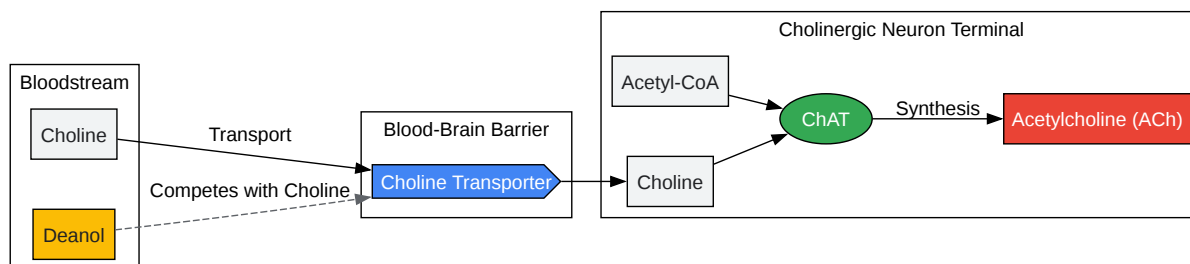 Cholinergic Neuron Terminal
Bloodstream
Acetyl-CoA
Choline
Transport
Blood-Brain Barrier
ChAT
Synthesis
Acetylcholine (ACh)
Competes with Choline
Choline Transporter
Choline
Deanol